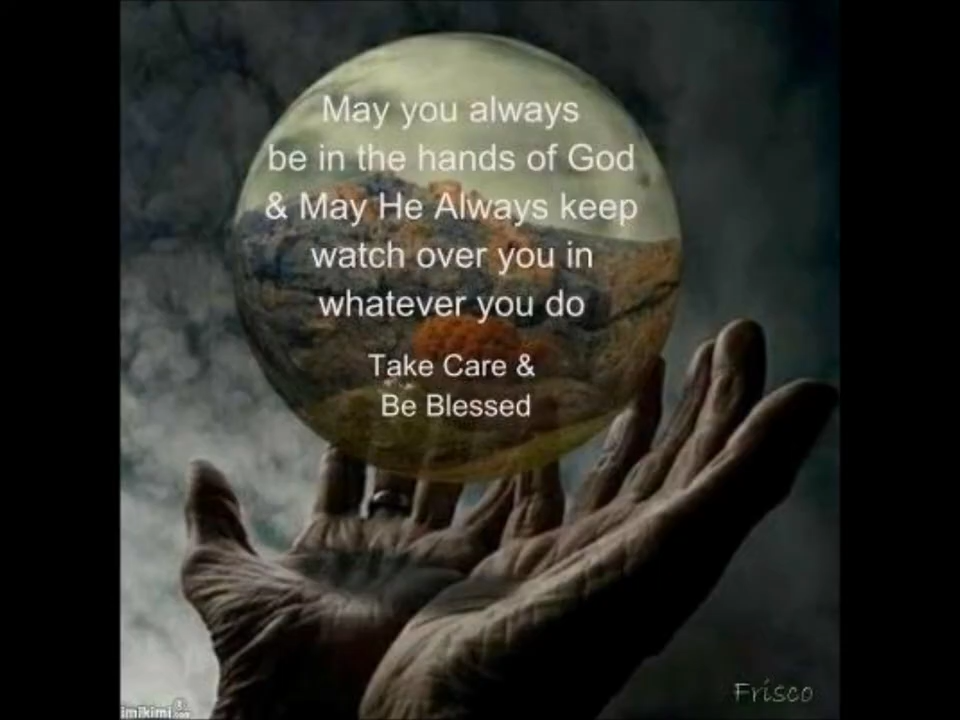 May you always
be in the hands of God
& May He Always keep
watch over you in
whatever you do
Take Care &
Be Blessed
Frisco
imikimi